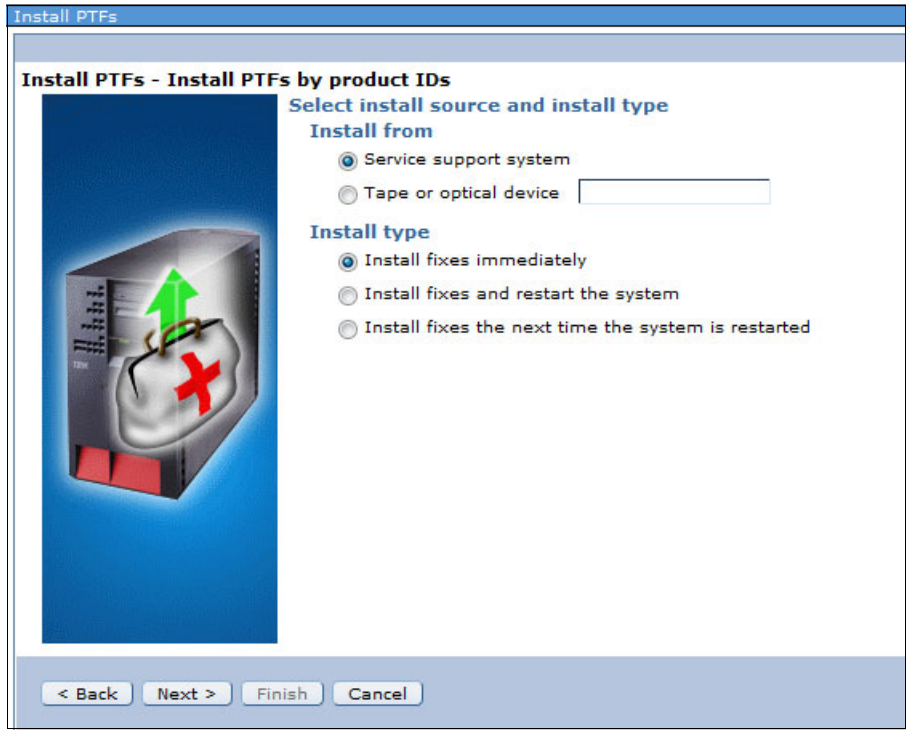 Install PTFs
Install PTFs - Install PTFs by product IDs
Select install source and install type
Install from
Service support system
Tape or optical device
Install type
Install fixes immediately
Install fixes and restart the system
Install fixes the next time the system is restarted
IBM
< Back Next > Finish Cancel